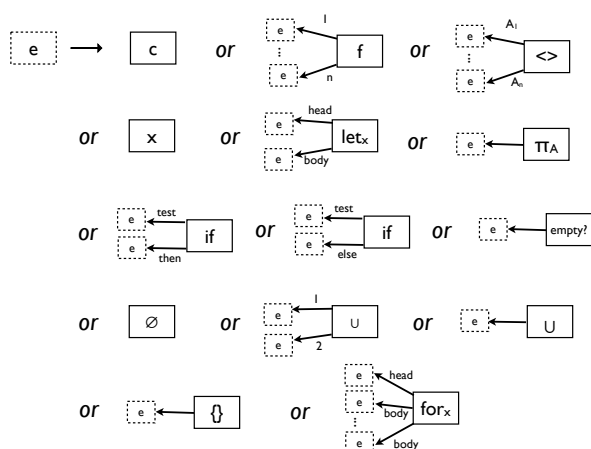 e → c or e ⋮ e 1 n f or e ⋮ e A₁ Aₙ <>
or x or e e head body letₓ or e π_A
or e e test then if or e e test else if or e empty?
or ∅ or e e 1 2 ∪ or e ∪
or e {} or e e ⋮ e head body body forₓ